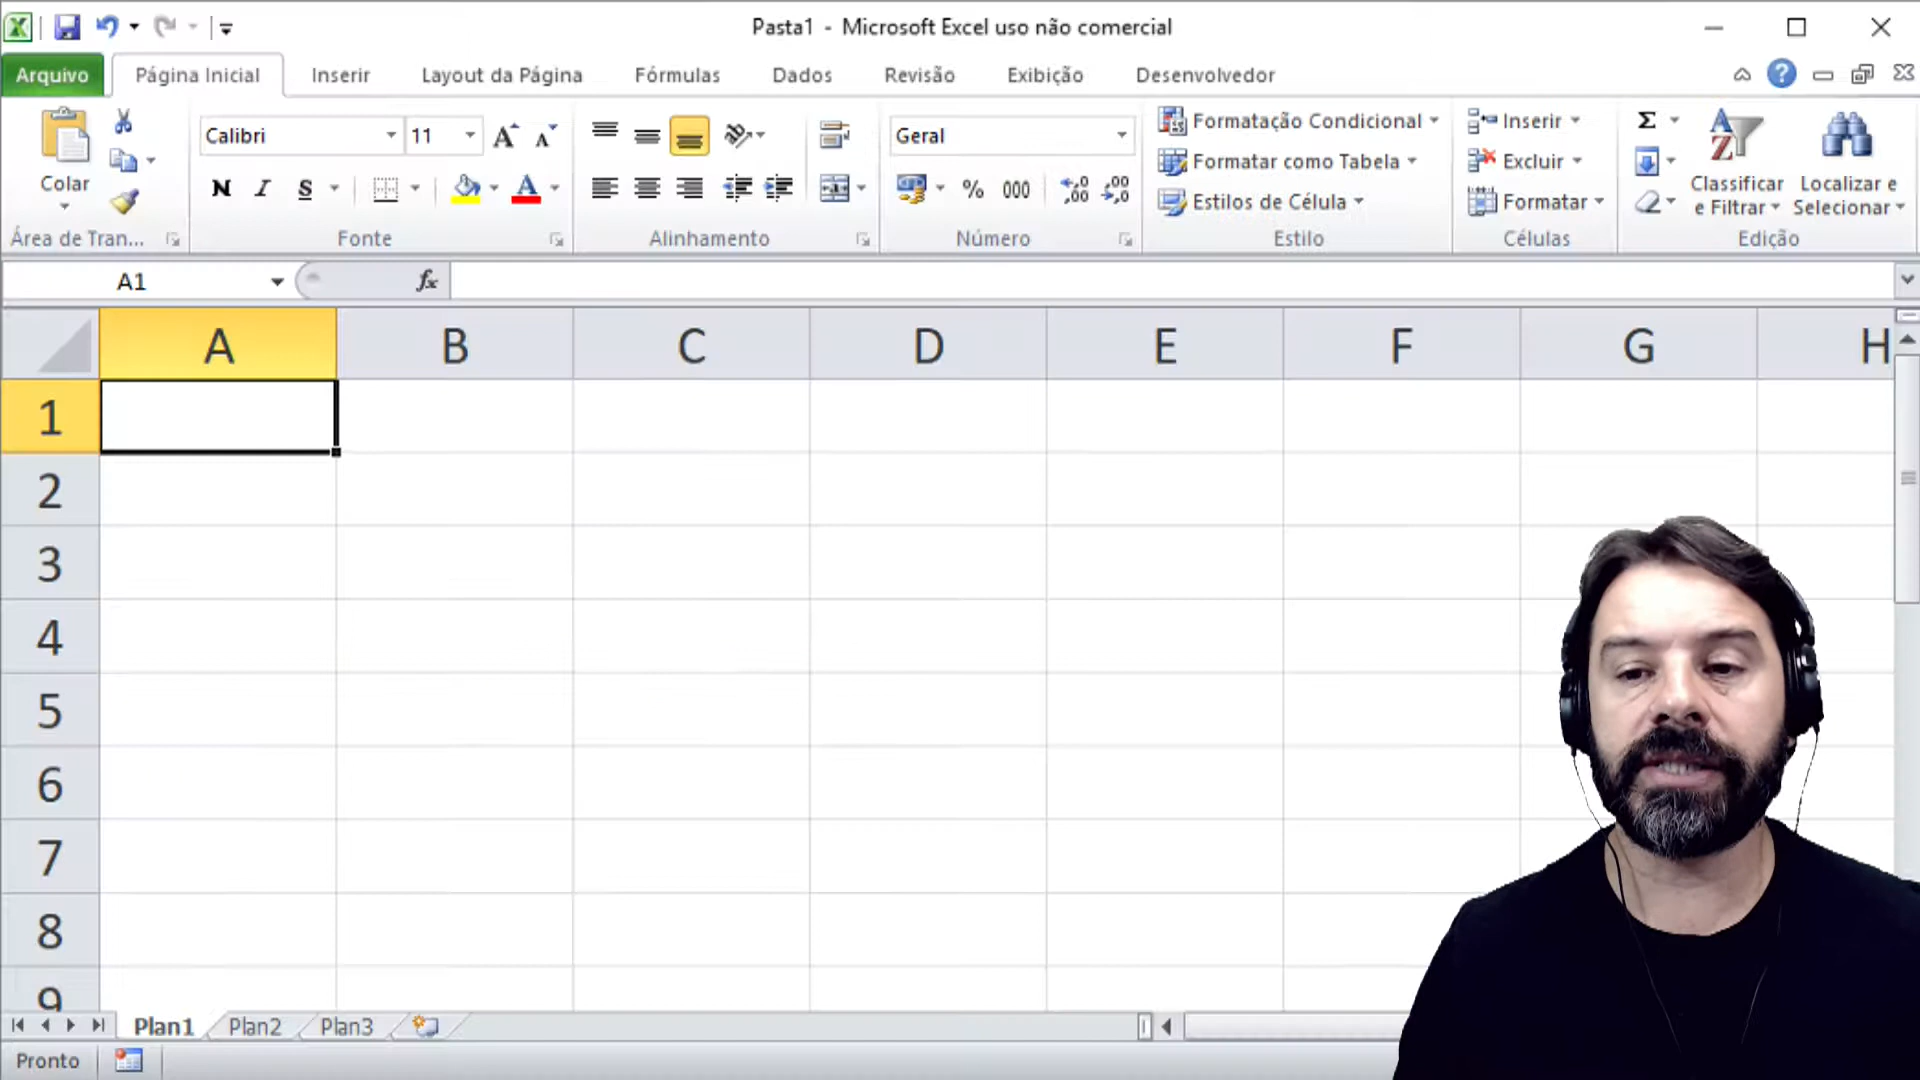 Pasta1 - Microsoft Excel uso não comercial
Arquivo Página Inicial Inserir Layout da Página Fórmulas Dados Revisão Exibição Desenvolvedor
Colar
Área de Tran...
Calibri 11
N I S
Fonte
Alinhamento
Geral
% 000
Número
Formatação Condicional
Formatar como Tabela
Estilos de Célula
Estilo
Inserir
Excluir
Formatar
Células
Σ
Classificar
e Filtrar
Localizar e
Selecionar
Edição
A1 fx
A B C D E F G H
1
2
3
4
5
6
7
8
9
Plan1 Plan2 Plan3
Pronto